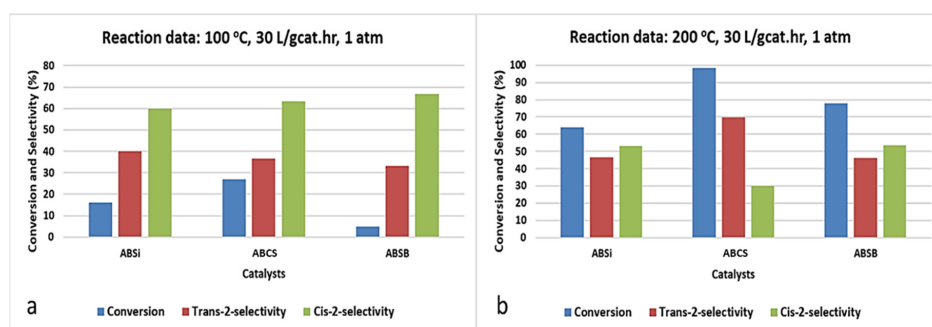 Reaction data: 100 °C, 30 L/gcat.hr, 1 atm
Conversion and Selectivity (%)
80
70
60
50
40
30
20
10
0
ABSi ABCS ABSB
Catalysts
a
Conversion Trans-2-selectivity Cis-2-selectivity
Reaction data: 200 °C, 30 L/gcat.hr, 1 atm
Conversion and Selectivity (%)
100
90
80
70
60
50
40
30
20
10
0
ABSi ABCS ABSB
Catalysts
b
Conversion Trans-2-selectivity Cis-2-selectivity